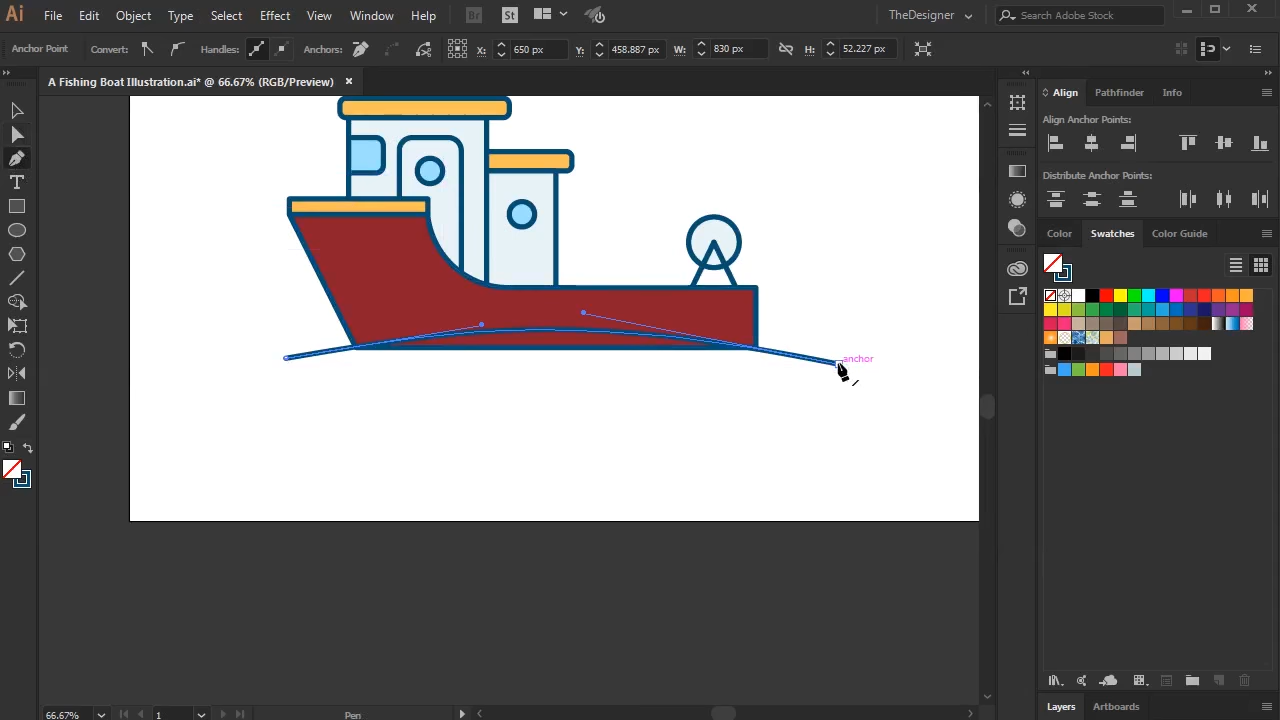 Ai File Edit Object Type Select Effect View Window Help Br St TheDesigner Search Adobe Stock
Anchor Point Convert: Handles: Anchors: X: 650 px Y: 458.887 px W: 830 px H: 52.227 px
A Fishing Boat Illustration.ai* @ 66.67% (RGB/Preview) ×
Align Pathfinder Info
Align Anchor Points:
Distribute Anchor Points:
Color Swatches Color Guide
anchor
Layers Artboards
66.67% 1 Pen